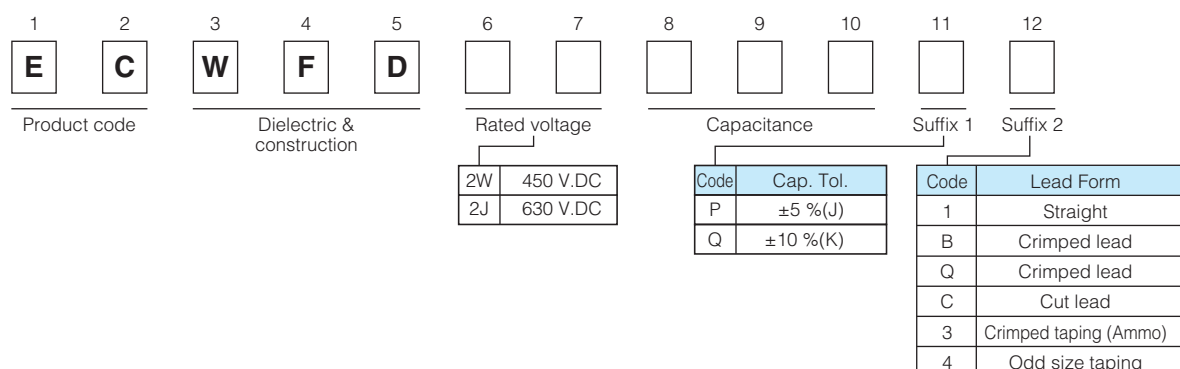 1 2 3 4 5 6 7 8 9 10 11 12
E C W F D
Product code Dielectric & construction Rated voltage Capacitance Suffix 1 Suffix 2
2W 450 V.DC
2J 630 V.DC
Code Cap. Tol.
P ±5 %(J)
Q ±10 %(K)
Code Lead Form
1 Straight
B Crimped lead
Q Crimped lead
C Cut lead
3 Crimped taping (Ammo)
4 Odd size taping